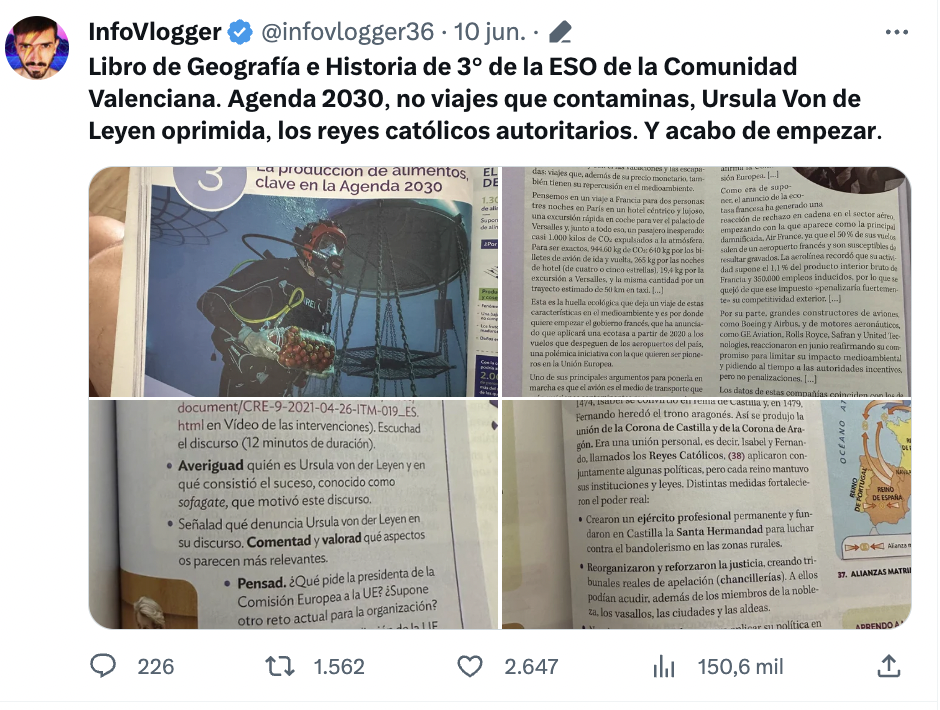 InfoVlogger @infovlogger36 · 10 jun. ·
Libro de Geografía e Historia de 3° de la ESO de la Comunidad
Valenciana. Agenda 2030, no viajes que contaminas, Ursula Von de
Leyen oprimida, los reyes católicos autoritarios. Y acabo de empezar.
3
La producción de alimentos,
clave en la Agenda 2030
EL
DE
das: viajes que, además de su precio monetario, tam-
bién tienen su repercusión en el medioambiente.
Pensemos en un viaje a Francia para dos personas:
tres noches en París en un hotel céntrico y lujoso,
una excursión rápida en coche para ver el palacio de
Versalles y, junto a todo eso, un pasajero inesperado:
casi 1.000 kilos de CO₂ expulsados a la atmósfera.
Para ser exactos, 944,60 kg de CO₂: 640 kg por los bi-
lletes de avión de ida y vuelta, 265 kg por las noches
de hotel (de cuatro o cinco estrellas), 19,4 kg por la
excursión a Versalles, y la misma cantidad por un
trayecto estimado de 50 km en taxi. [...]
Esta es la huella ecológica que deja un viaje de estas
características en el medioambiente y es por donde
quiere empezar el gobierno francés, que ha anuncia-
do que aplicará una ecotasa a partir de 2020 a los
vuelos que despeguen de los aeropuertos del país,
una polémica iniciativa con la que quieren ser pione-
ros en la Unión Europea.
Uno de sus principales argumentos para ponerla en
marcha es que el avión es el medio de transporte que
sión Europea. [...]
Como era de supo-
ner, el anuncio de la eco-
tasa francesa ha generado una
reacción de rechazo en cadena en el sector aéreo,
empezando con la que aparece como la principal
damnificada, Air France, ya que el 50 % de sus vuelos
salen de un aeropuerto francés y son susceptibles de
resultar gravados. La aerolínea recordó que su activi-
dad supone el 1,1 % del producto interior bruto de
Francia y 350.000 empleos inducidos, por lo que se
quejó de que ese impuesto «penalizaría fuertemen-
te» su competitividad exterior. [...]
Por su parte, grandes constructores de aviones,
como Boeing y Airbus, y de motores aeronáuticos,
como GE Aviation, Rolls Royce, Safran y United Tec-
nologies, reaccionaron en junio reafirmando su com-
promiso para limitar su impacto medioambiental
y pidiendo al tiempo a las autoridades incentivos,
pero no penalizaciones. [...]
Los datos de estas compañías coinciden con los de
document/CRE-9-2021-04-26-ITM-019_ES.
html en Vídeo de las intervenciones). Escuchad
el discurso (12 minutos de duración).
• Averiguad quién es Ursula von der Leyen y en
qué consistió el suceso, conocido como
sofagate, que motivó este discurso.
• Señalad qué denuncia Ursula von der Leyen en
su discurso. Comentad y valorad qué aspectos
os parecen más relevantes.
• Pensad. ¿Qué pide la presidenta de la
Comisión Europea a la UE? ¿Supone
otro reto actual para la organización?
1474, Isabel se convirtió en reina de Castilla y, en 1479,
Fernando heredó el trono aragonés. Así se produjo la
unión de la Corona de Castilla y de la Corona de Ara-
gón. Era una unión personal, es decir, Isabel y Fernan-
do, llamados los Reyes Católicos, (38) aplicaron con-
juntamente algunas políticas, pero cada reino mantuvo
sus instituciones y leyes. Distintas medidas fortalecie-
ron el poder real:
• Crearon un ejército profesional permanente y fun-
daron en Castilla la Santa Hermandad para luchar
contra el bandolerismo en las zonas rurales.
• Reorganizaron y reforzaron la justicia, creando tri-
bunales reales de apelación (chancillerías). A ellos
podían acudir, además de los miembros de la noble-
za, los vasallos, las ciudades y las aldeas.
su política en
OCÉANO AT
REINO DE PORTUGAL
REINO
DE ESPAÑA
Alianza
37. ALIANZAS MATRI
APRENDO A
226 1.562 2.647 150,6 mil